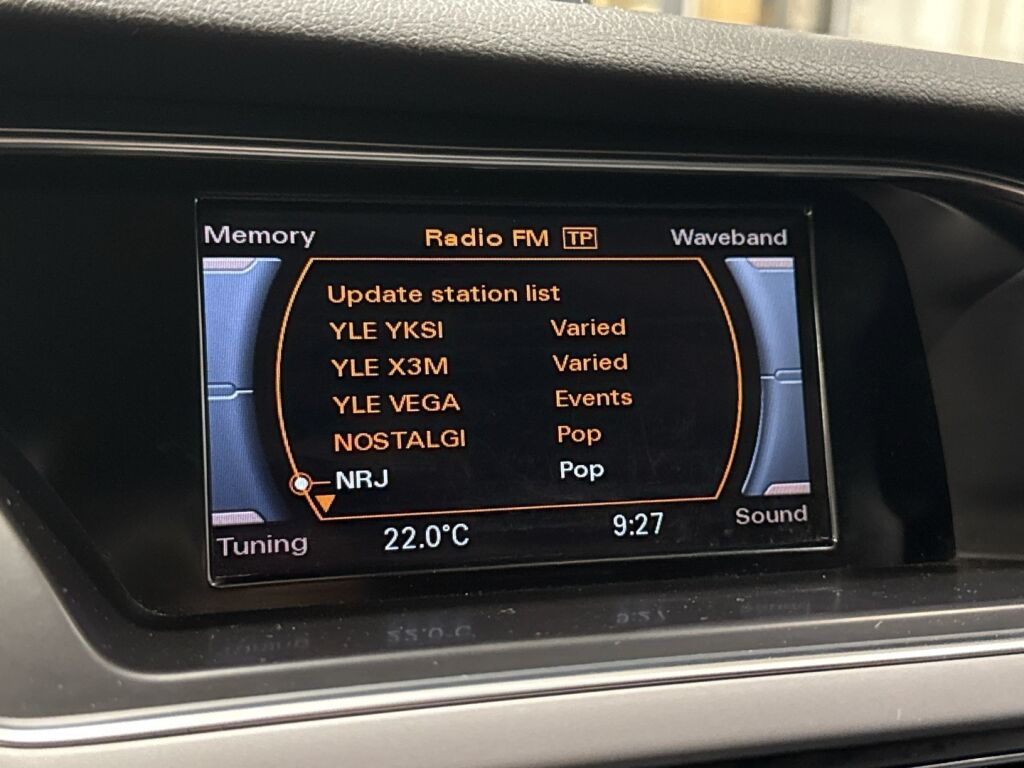 Memory Radio FM TP Waveband
Update station list
YLE YKSI Varied
YLE X3M Varied
YLE VEGA Events
NOSTALGI Pop
NRJ Pop
Tuning 22.0°C 9:27 Sound